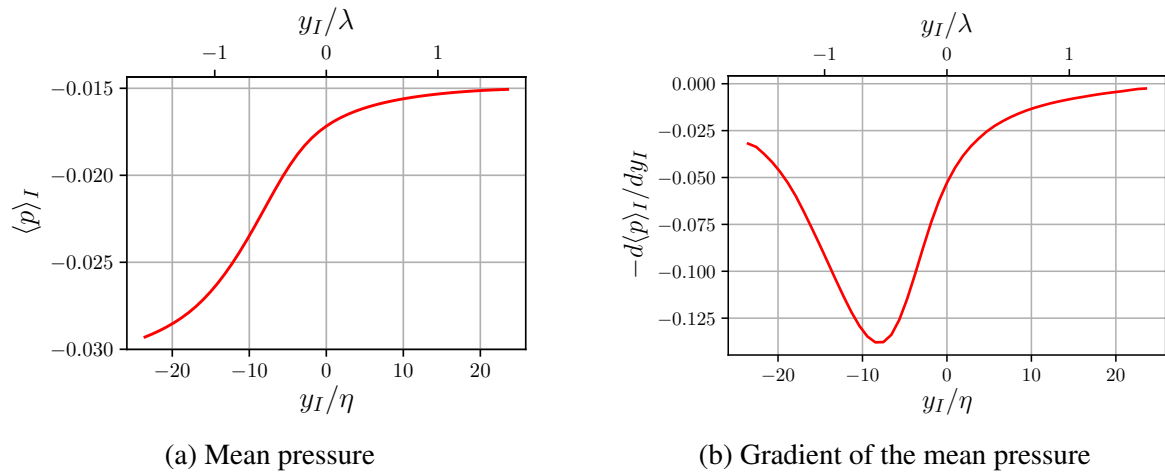 y_I/λ
−1 0 1
−0.015
−0.020
−0.025
−0.030
⟨p⟩_I
−20 −10 0 10 20
y_I/η
(a) Mean pressure
y_I/λ
−1 0 1
0.000
−0.025
−0.050
−0.075
−0.100
−0.125
−d⟨p⟩_I/dy_I
−20 −10 0 10 20
y_I/η
(b) Gradient of the mean pressure